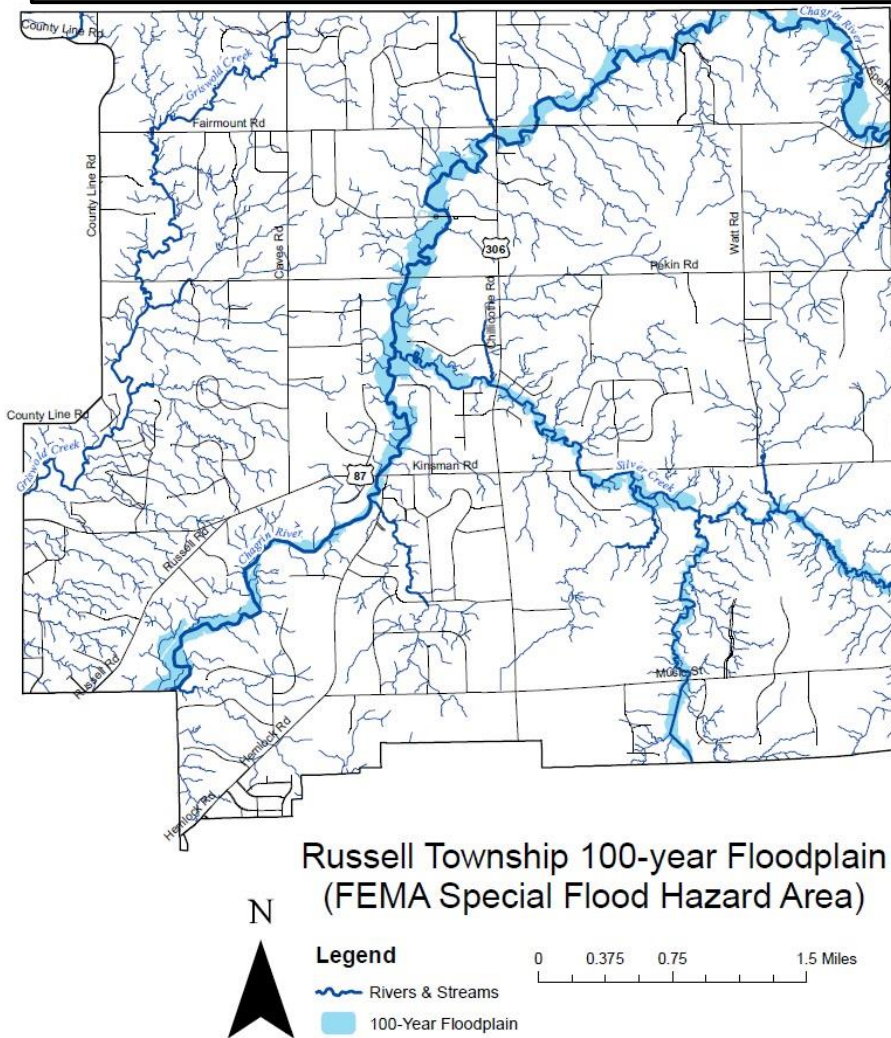 County Line Rd
Chagrin River
Griswold Creek
Fairmount Rd
County Line Rd
Caves Rd
306
Watt Rd
Pekin Rd
Chillicothe Rd
County Line Rd
Griswold Creek
Kinsman Rd
87
Silver Creek
Russell Rd
Chagrin River
Russell Rd
Music St
Hemlock Rd
Hemlock Rd
Russell Township 100-year Floodplain
(FEMA Special Flood Hazard Area)
N
Legend
0 0.375 0.75 1.5 Miles
Rivers & Streams
100-Year Floodplain